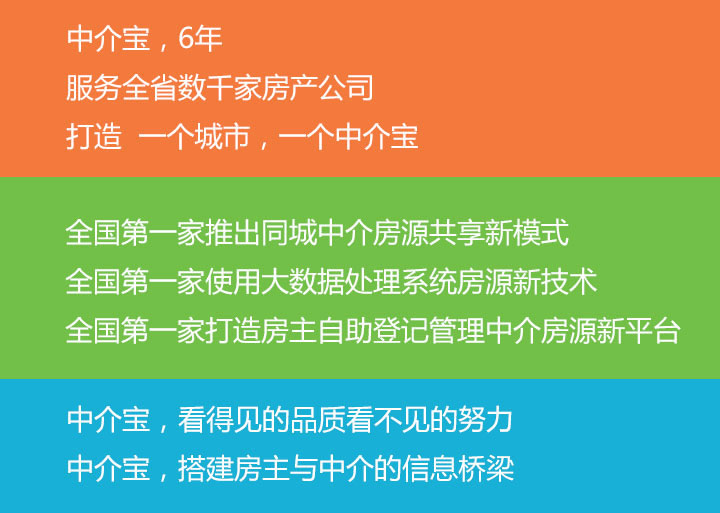 中介宝，6年
服务全省数千家房产公司
打造 一个城市，一个中介宝
全国第一家推出同城中介房源共享新模式
全国第一家使用大数据处理系统房源新技术
全国第一家打造房主自助登记管理中介房源新平台
中介宝，看得见的品质看不见的努力
中介宝，搭建房主与中介的信息桥梁